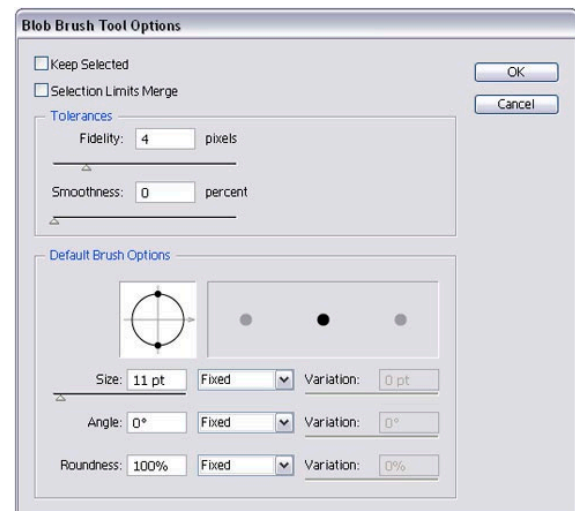 Blob Brush Tool Options
Keep Selected
OK
Selection Limits Merge
Cancel
Tolerances
Fidelity: 4 pixels
Smoothness: 0 percent
Default Brush Options
Size: 11 pt Fixed Variation: 0 pt
Angle: 0° Fixed Variation: 0°
Roundness: 100% Fixed Variation: 0%